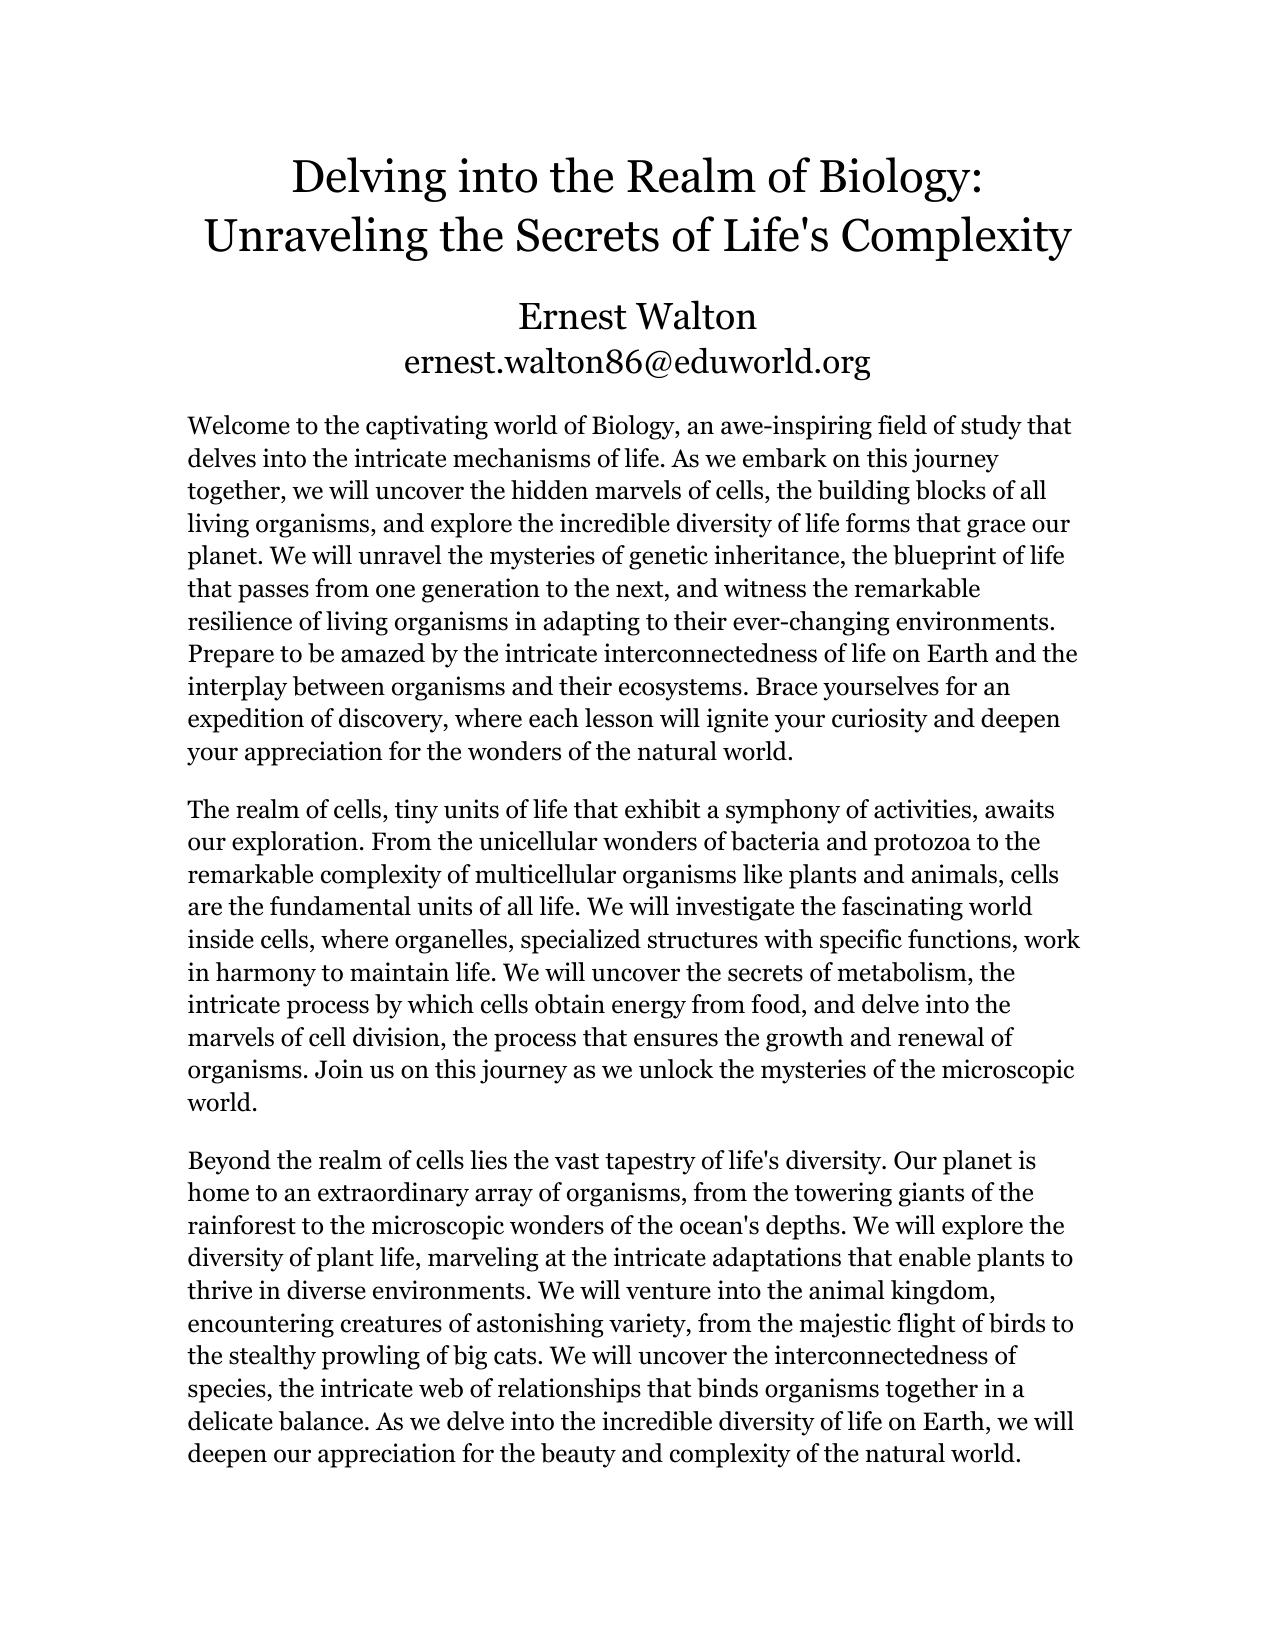 Delving into the Realm of Biology:
Unraveling the Secrets of Life's Complexity
Ernest Walton
ernest.walton86@eduworld.org
Welcome to the captivating world of Biology, an awe-inspiring field of study that
delves into the intricate mechanisms of life. As we embark on this journey
together, we will uncover the hidden marvels of cells, the building blocks of all
living organisms, and explore the incredible diversity of life forms that grace our
planet. We will unravel the mysteries of genetic inheritance, the blueprint of life
that passes from one generation to the next, and witness the remarkable
resilience of living organisms in adapting to their ever-changing environments.
Prepare to be amazed by the intricate interconnectedness of life on Earth and the
interplay between organisms and their ecosystems. Brace yourselves for an
expedition of discovery, where each lesson will ignite your curiosity and deepen
your appreciation for the wonders of the natural world.
The realm of cells, tiny units of life that exhibit a symphony of activities, awaits
our exploration. From the unicellular wonders of bacteria and protozoa to the
remarkable complexity of multicellular organisms like plants and animals, cells
are the fundamental units of all life. We will investigate the fascinating world
inside cells, where organelles, specialized structures with specific functions, work
in harmony to maintain life. We will uncover the secrets of metabolism, the
intricate process by which cells obtain energy from food, and delve into the
marvels of cell division, the process that ensures the growth and renewal of
organisms. Join us on this journey as we unlock the mysteries of the microscopic
world.
Beyond the realm of cells lies the vast tapestry of life's diversity. Our planet is
home to an extraordinary array of organisms, from the towering giants of the
rainforest to the microscopic wonders of the ocean's depths. We will explore the
diversity of plant life, marveling at the intricate adaptations that enable plants to
thrive in diverse environments. We will venture into the animal kingdom,
encountering creatures of astonishing variety, from the majestic flight of birds to
the stealthy prowling of big cats. We will uncover the interconnectedness of
species, the intricate web of relationships that binds organisms together in a
delicate balance. As we delve into the incredible diversity of life on Earth, we will
deepen our appreciation for the beauty and complexity of the natural world.